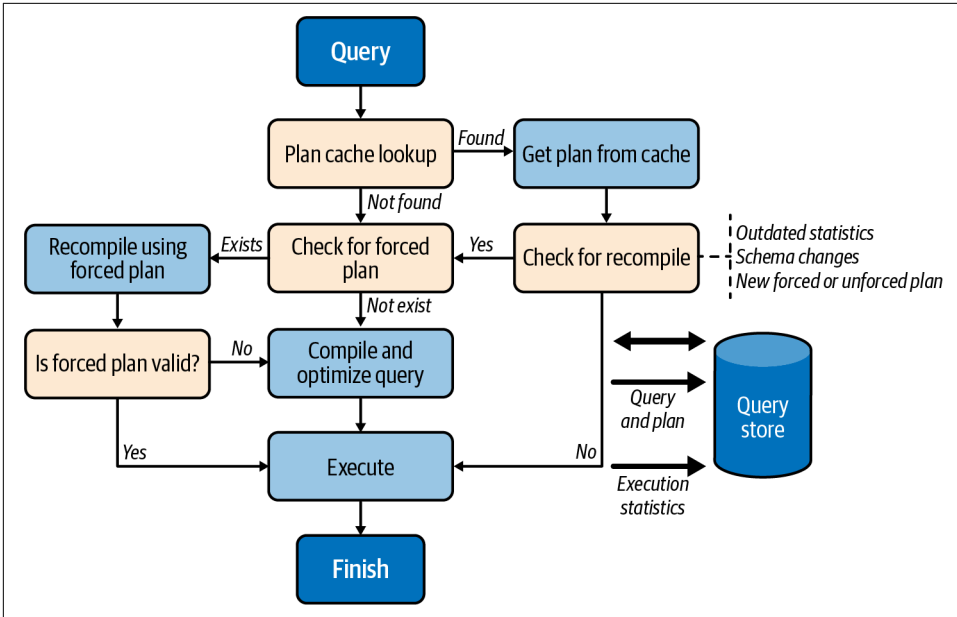 Query
Plan cache lookup
Found
Get plan from cache
Not found
Recompile using
forced plan
Exists
Check for forced
plan
Yes
Check for recompile
Outdated statistics
Schema changes
New forced or unforced plan
Not exist
Is forced plan valid?
No
Compile and
optimize query
Query
and plan
Query
store
Yes
Execute
No
Execution
statistics
Finish